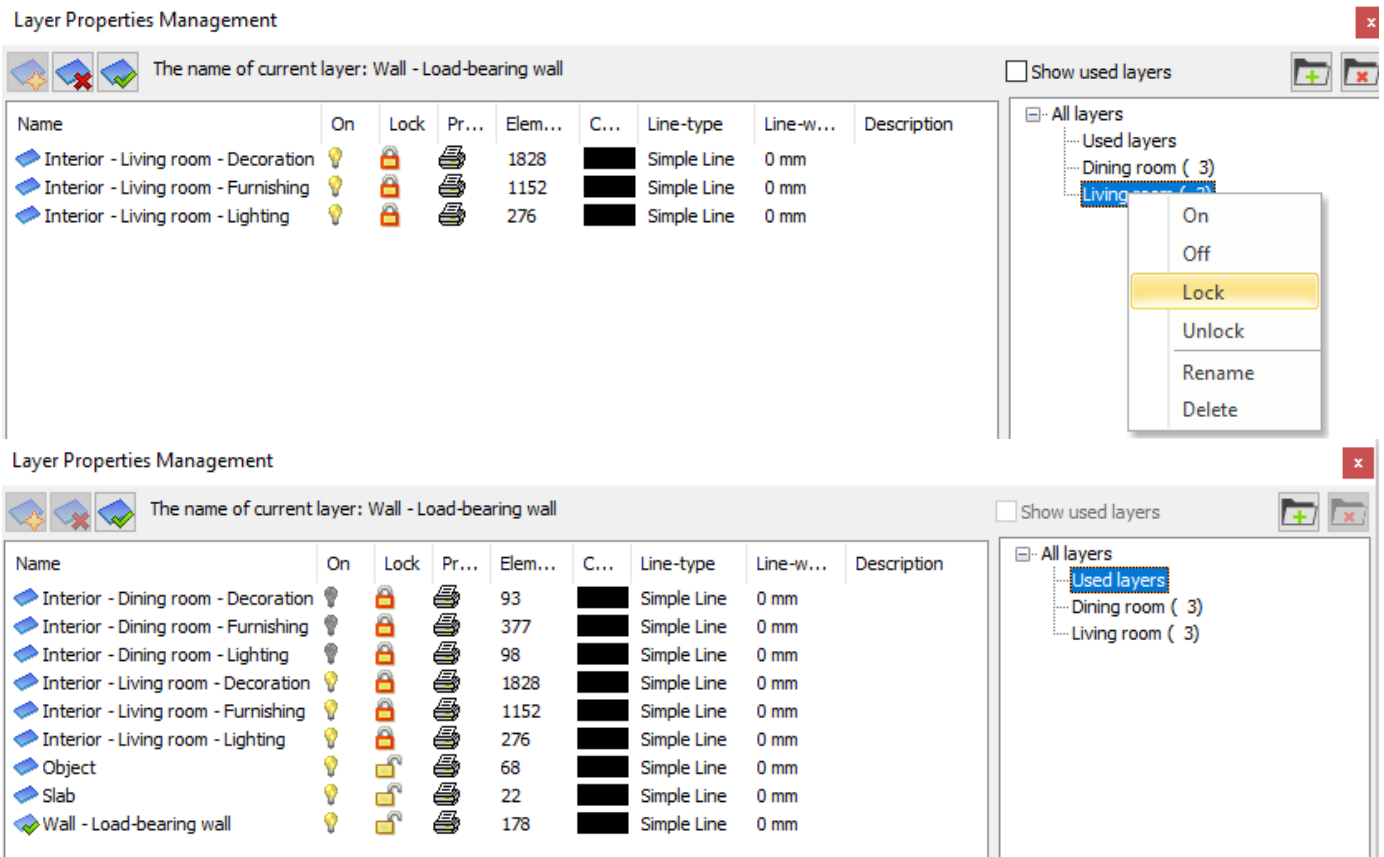 Layer Properties Management
x
The name of current layer: Wall - Load-bearing wall
Show used layers
Name On Lock Pr... Elem... C... Line-type Line-w... Description
Interior - Living room - Decoration 1828 Simple Line 0 mm
Interior - Living room - Furnishing 1152 Simple Line 0 mm
Interior - Living room - Lighting 276 Simple Line 0 mm
All layers
Used layers
Dining room ( 3)
Living room ( 3)
On
Off
Lock
Unlock
Rename
Delete
Layer Properties Management
x
The name of current layer: Wall - Load-bearing wall
Show used layers
Name On Lock Pr... Elem... C... Line-type Line-w... Description
Interior - Dining room - Decoration 93 Simple Line 0 mm
Interior - Dining room - Furnishing 377 Simple Line 0 mm
Interior - Dining room - Lighting 98 Simple Line 0 mm
Interior - Living room - Decoration 1828 Simple Line 0 mm
Interior - Living room - Furnishing 1152 Simple Line 0 mm
Interior - Living room - Lighting 276 Simple Line 0 mm
Object 68 Simple Line 0 mm
Slab 22 Simple Line 0 mm
Wall - Load-bearing wall 178 Simple Line 0 mm
All layers
Used layers
Dining room ( 3)
Living room ( 3)